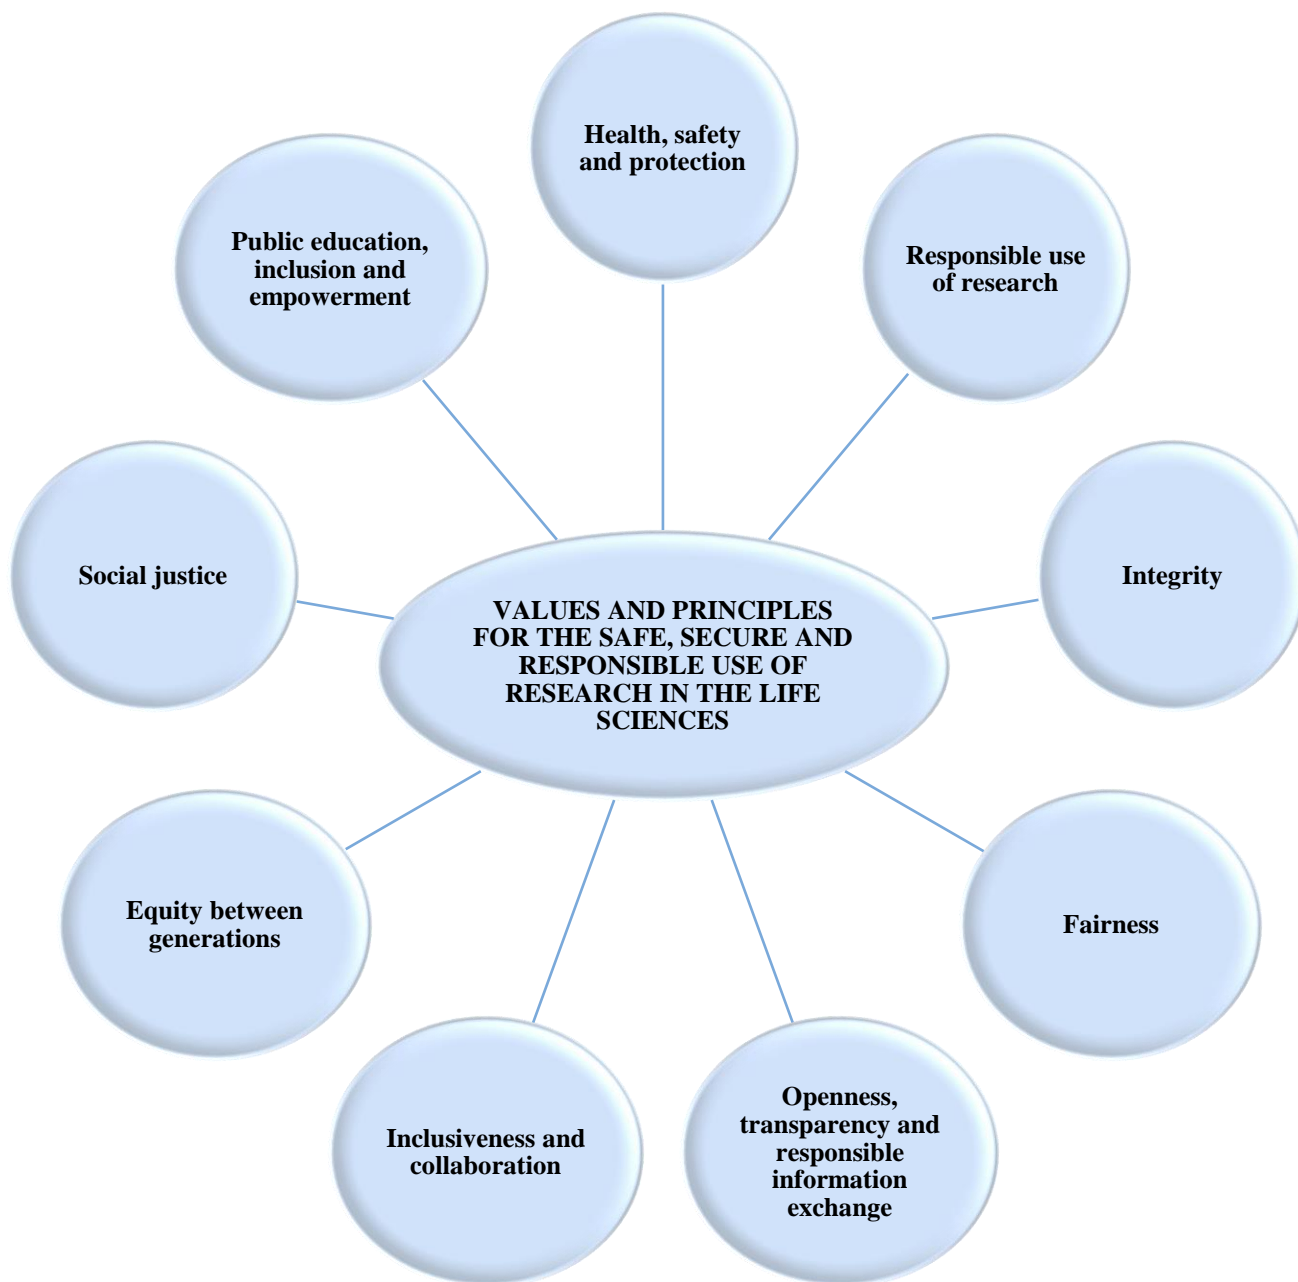 Health, safety
and protection
Public education,
inclusion and
empowerment
Responsible use
of research
Social justice
Integrity
VALUES AND PRINCIPLES
FOR THE SAFE, SECURE AND
RESPONSIBLE USE OF
RESEARCH IN THE LIFE
SCIENCES
Equity between
generations
Fairness
Inclusiveness and
collaboration
Openness,
transparency and
responsible
information
exchange